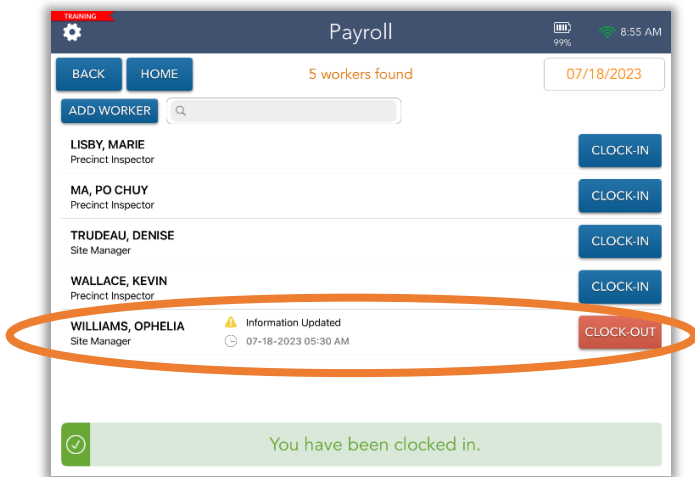 TRAINING
Payroll
99%
8:55 AM
BACK
HOME
5 workers found
07/18/2023
ADD WORKER
LISBY, MARIE
Precinct Inspector
CLOCK-IN
MA, PO CHUY
Precinct Inspector
CLOCK-IN
TRUDEAU, DENISE
Site Manager
CLOCK-IN
WALLACE, KEVIN
Precinct Inspector
CLOCK-IN
WILLIAMS, OPHELIA
Site Manager
Information Updated
07-18-2023 05:30 AM
CLOCK-OUT
You have been clocked in.